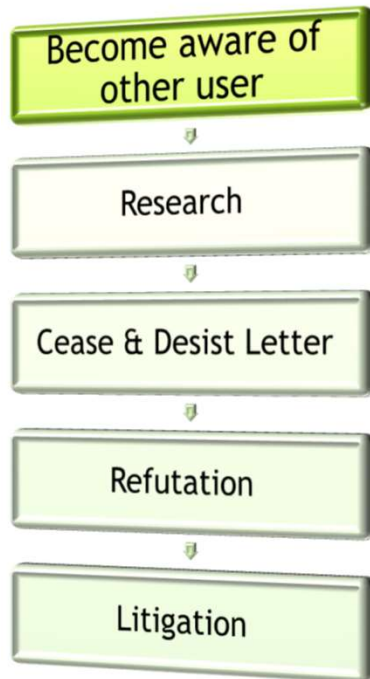 Become aware of
other user
Research
Cease & Desist Letter
Refutation
Litigation